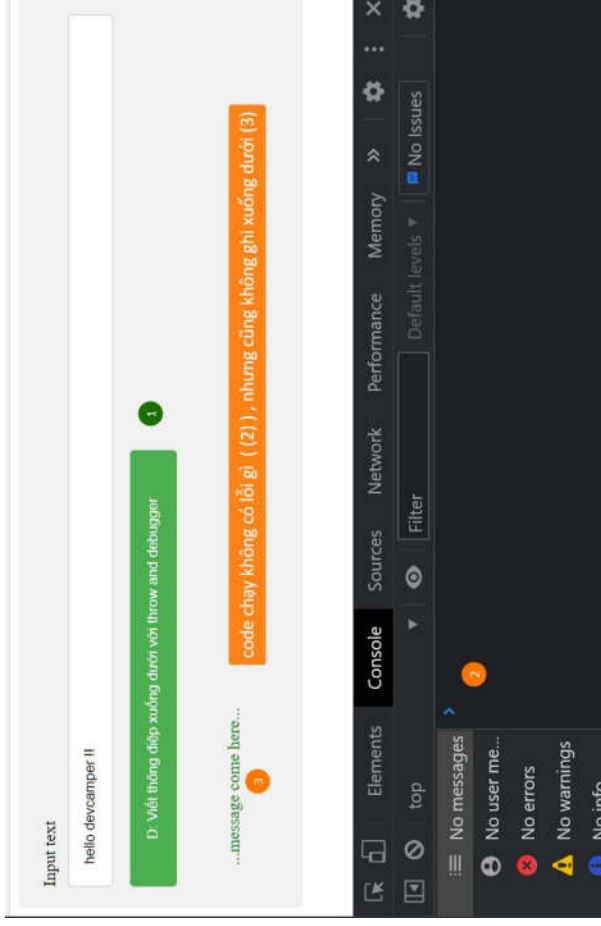 Input text
hello devcamper !!
D: Viết thông điệp xuống dưới với throw and debugger
1
...message come here...
3
code chạy không có lỗi gì ( (2) ) , nhưng cũng không ghi xuống dưới (3)
Elements Console Sources Network Performance Memory
top Filter Default levels No Issues
No messages
2
No user me...
No errors
No warnings
No info